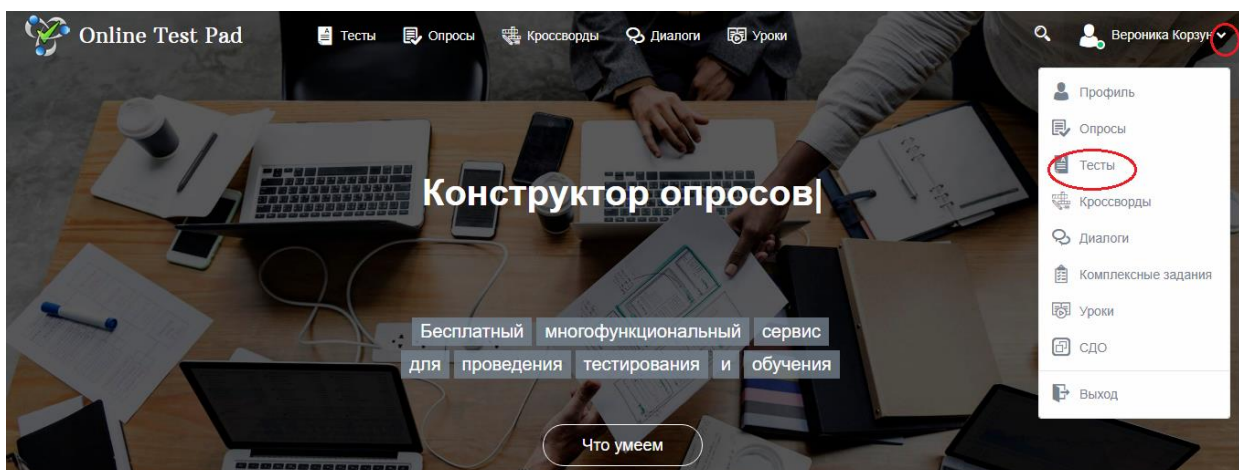 Online Test Pad
Тесты
Опросы
Кроссворды
Диалоги
Уроки
Вероника Корзун
Профиль
Опросы
Тесты
Кроссворды
Диалоги
Комплексные задания
Уроки
СДО
Выход
Конструктор опросов|
Бесплатный многофункциональный сервис
для проведения тестирования и обучения
Что умеем